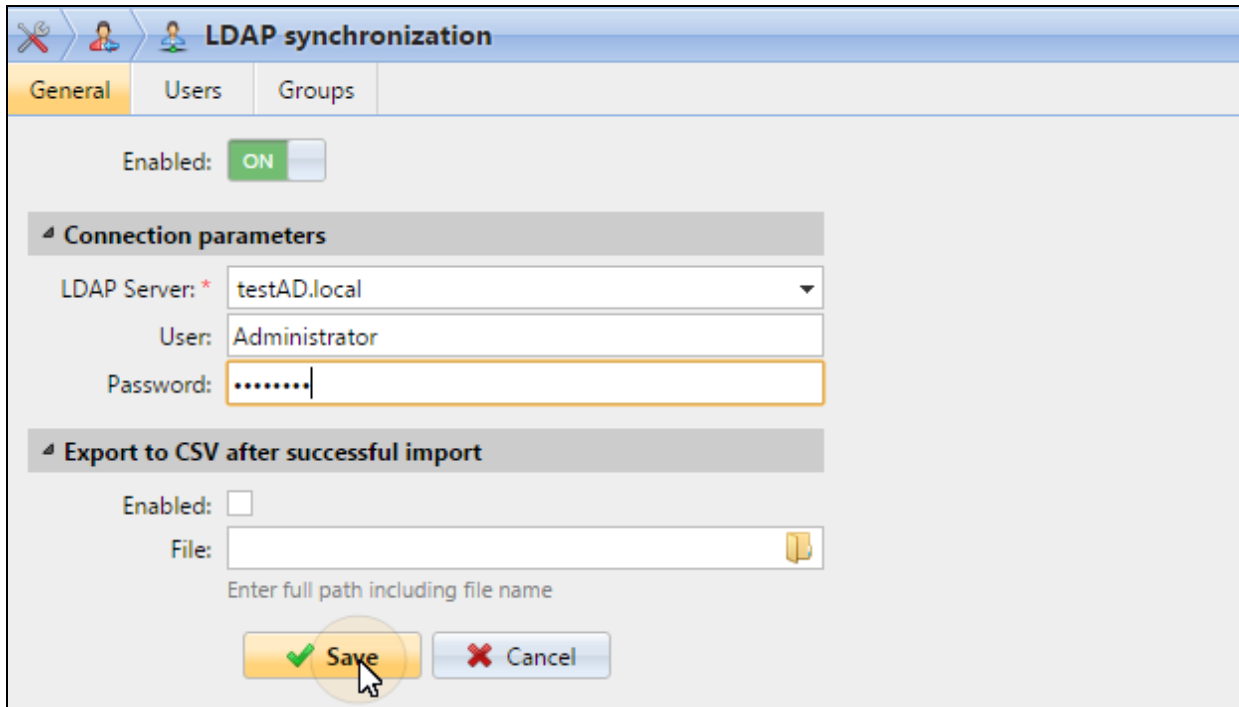 LDAP synchronization
General Users Groups
Enabled: ON
Connection parameters
LDAP Server: * testAD.local
User: Administrator
Password: ••••••••
Export to CSV after successful import
Enabled:
File:
Enter full path including file name
Save Cancel